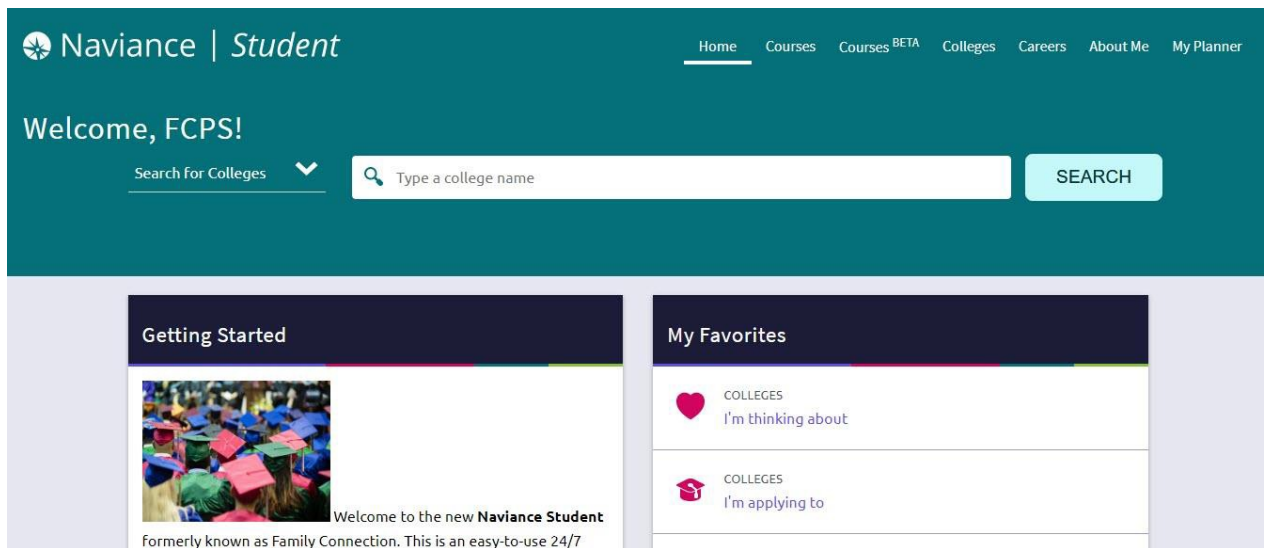 Naviance | Student
Home Courses Courses BETA Colleges Careers About Me My Planner
Welcome, FCPS!
Search for Colleges
Type a college name
SEARCH
Getting Started
Welcome to the new Naviance Student
formerly known as Family Connection. This is an easy-to-use 24/7
My Favorites
COLLEGES
I'm thinking about
COLLEGES
I'm applying to